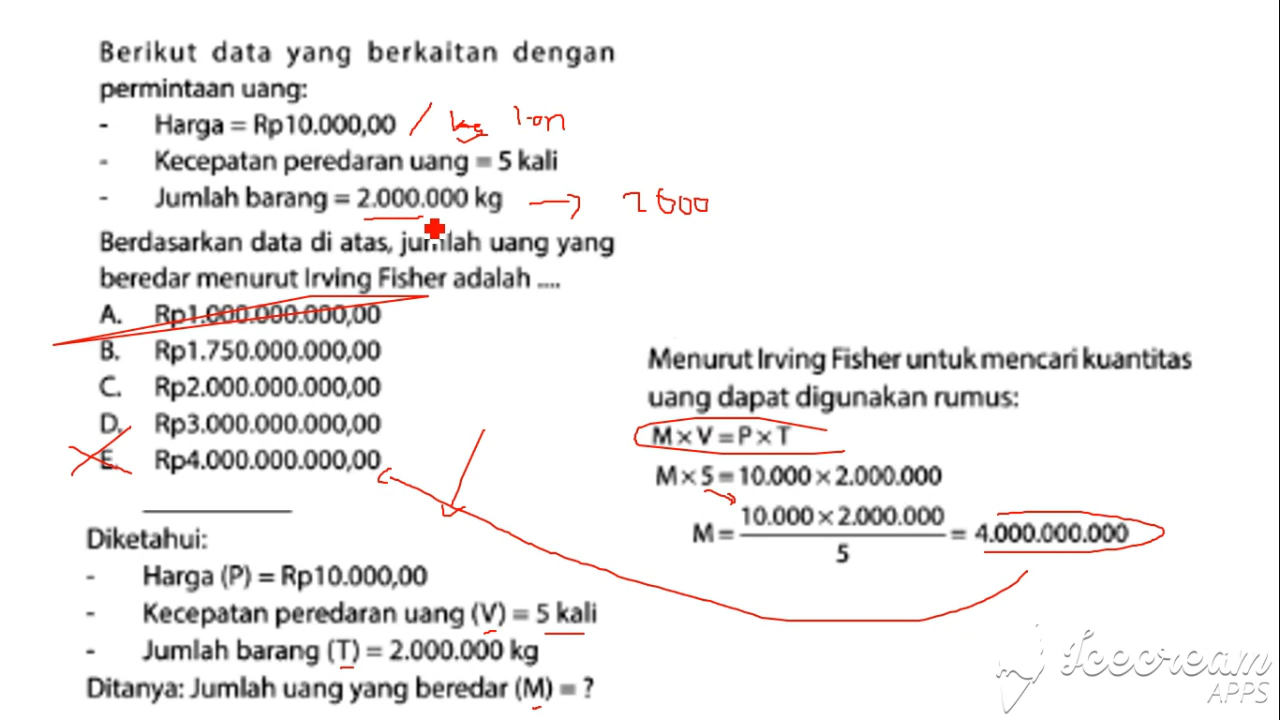 Berikut data yang berkaitan dengan
permintaan uang:
- Harga = Rp10.000,00 / kg
- Kecepatan peredaran uang = 5 kali
- Jumlah barang = 2.000.000 kg
Berdasarkan data di atas, jumlah uang yang
beredar menurut Irving Fisher adalah ....
A. Rp1.000.000.000,00
B. Rp1.750.000.000,00
C. Rp2.000.000.000,00
D. Rp3.000.000.000,00
E. Rp4.000.000.000,00
Diketahui:
- Harga (P) = Rp10.000,00
- Kecepatan peredaran uang (V) = 5 kali
- Jumlah barang (T) = 2.000.000 kg
Ditanya: Jumlah uang yang beredar (M) = ?
Menurut Irving Fisher untuk mencari kuantitas
uang dapat digunakan rumus:
M × V = P × T
M × 5 = 10.000 × 2.000.000
M = 10.000 × 2.000.000 / 5 = 4.000.000.000
Icecream
APPS